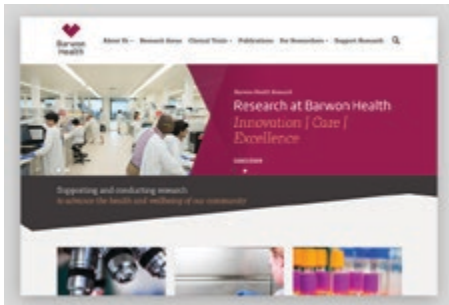 Barwon
Health
About Us Research Areas Clinical Trials Publications For Researchers Support Research
Barwon Health Research
Research at Barwon Health
Innovation | Care |
Excellence
Supporting and conducting research
to advance the health and wellbeing of our community